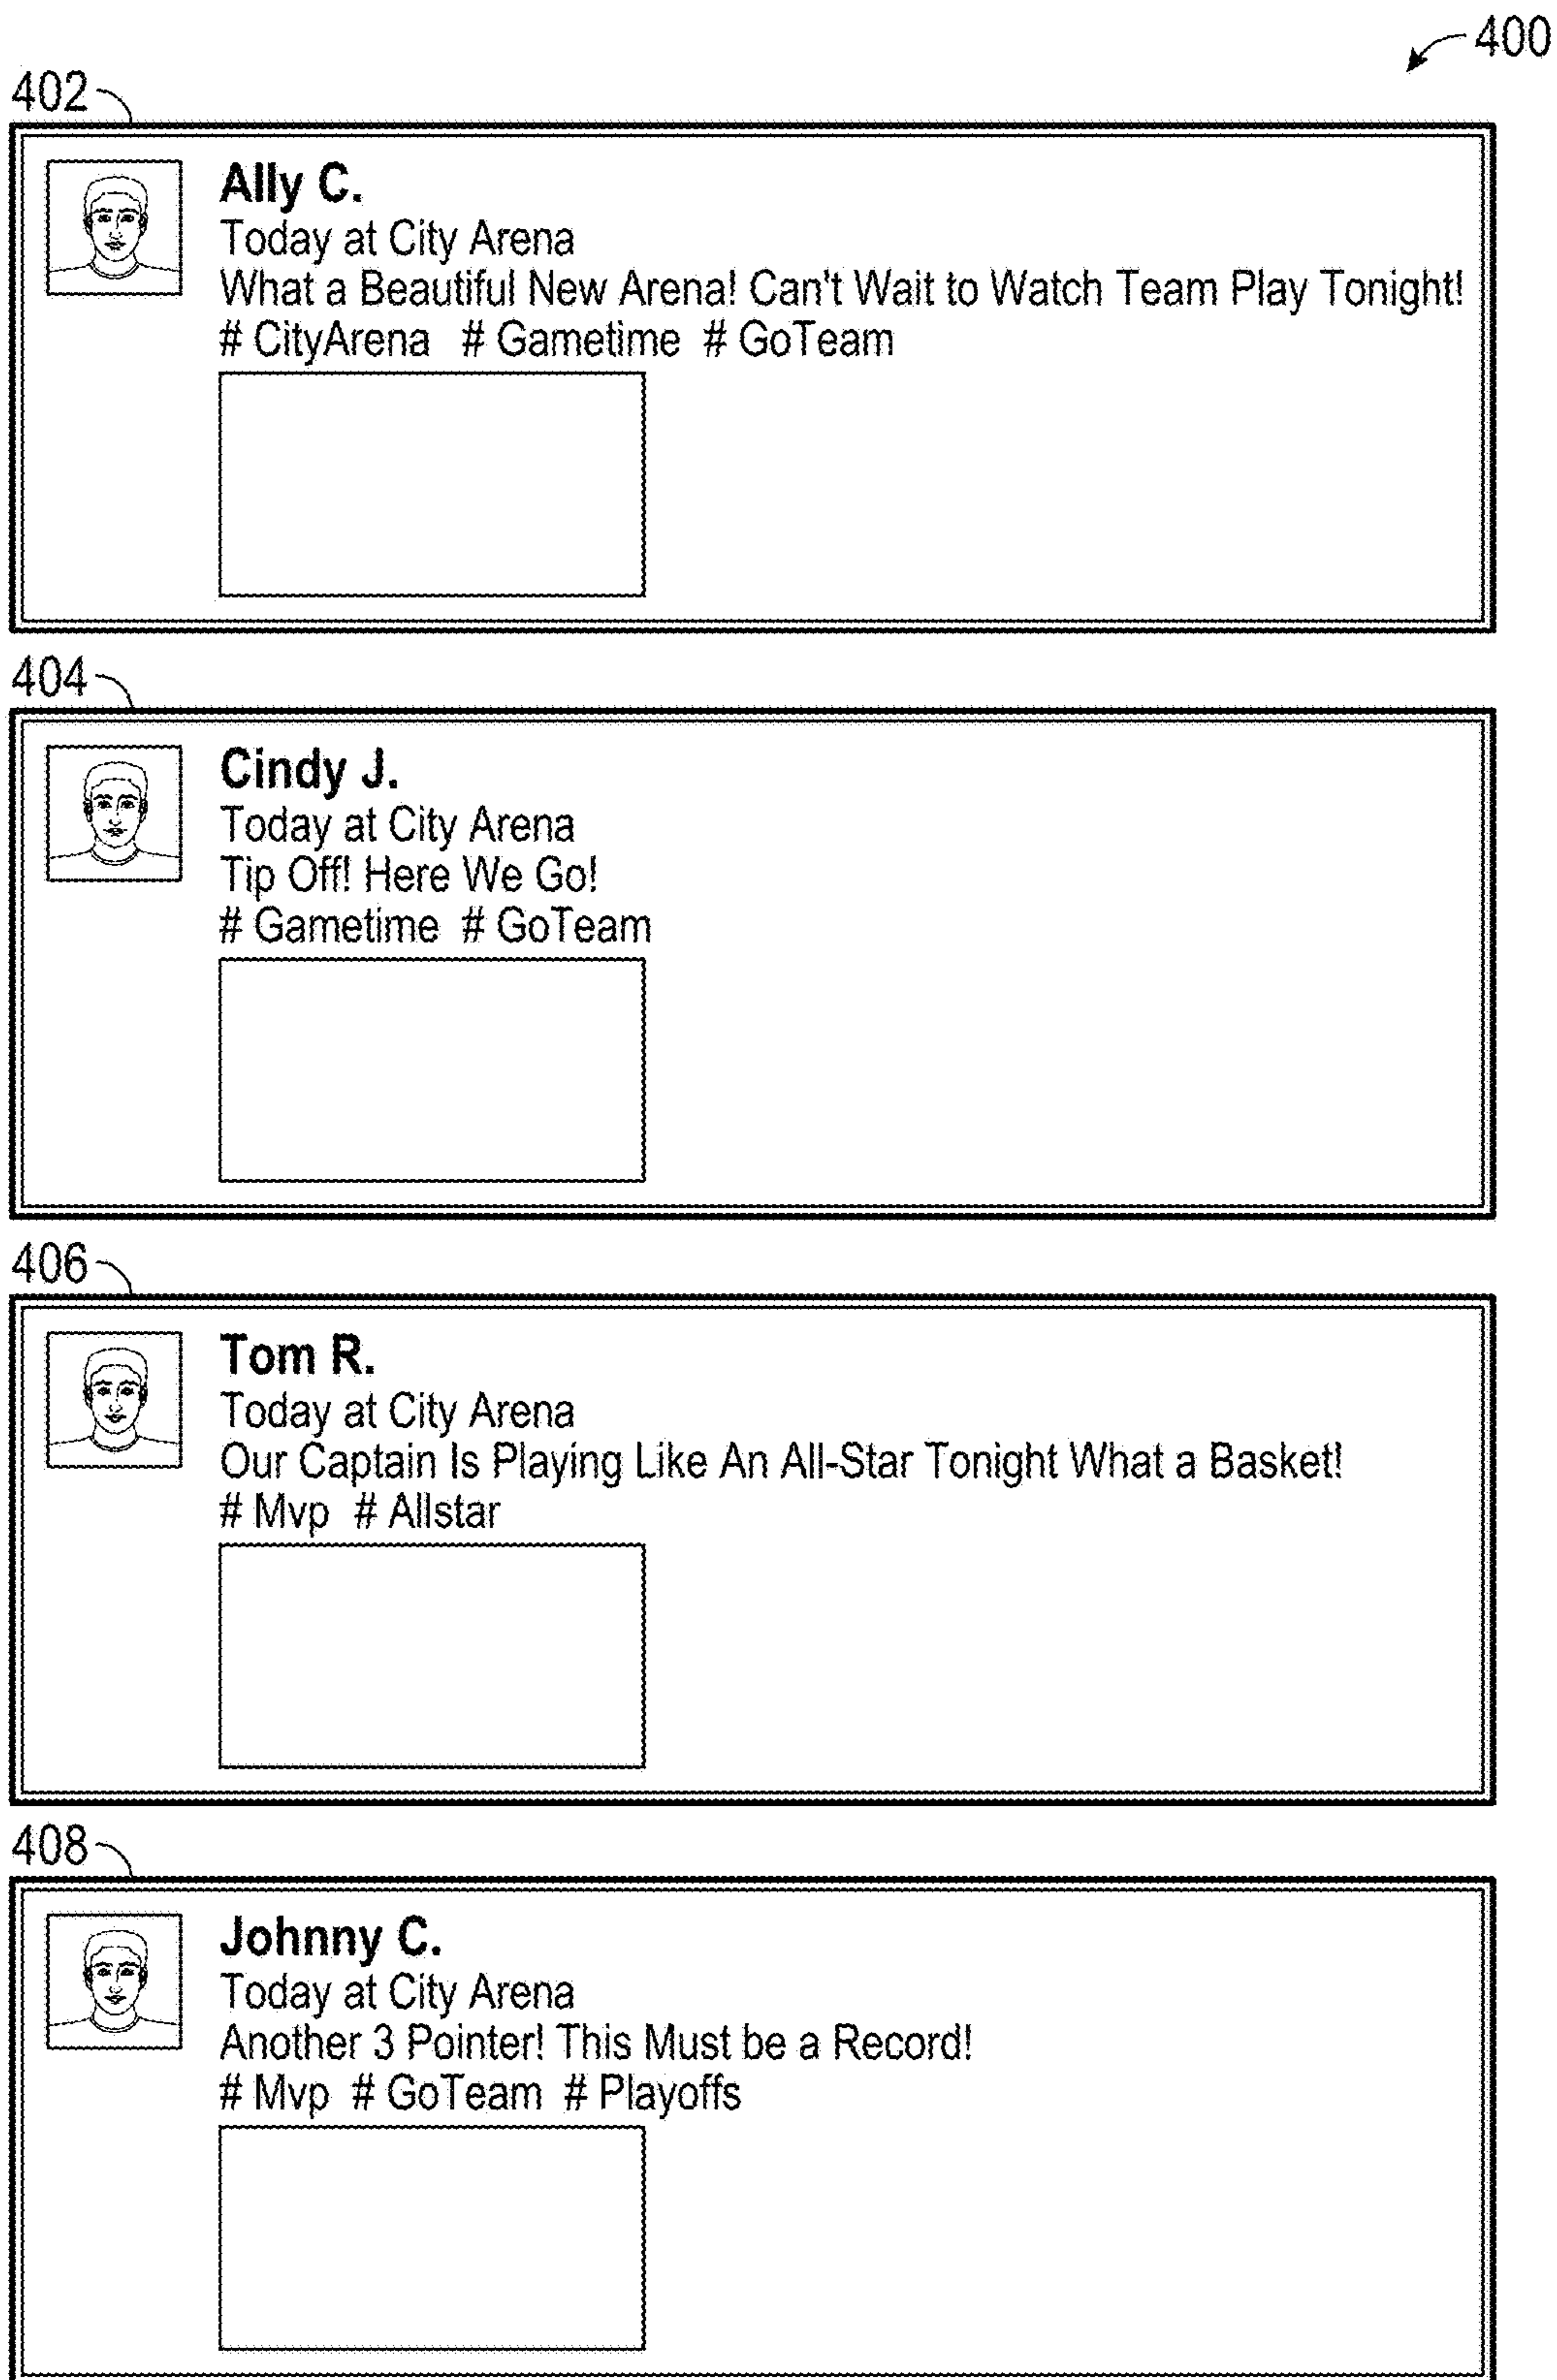 400
402
Ally C.
Today at City Arena
What a Beautiful New Arena! Can't Wait to Watch Team Play Tonight!
# CityArena # Gametime # GoTeam
404
Cindy J.
Today at City Arena
Tip Off! Here We Go!
# Gametime # GoTeam
406
Tom R.
Today at City Arena
Our Captain Is Playing Like An All-Star Tonight What a Basket!
# Mvp # Allstar
408
Johnny C.
Today at City Arena
Another 3 Pointer! This Must be a Record!
# Mvp # GoTeam # Playoffs